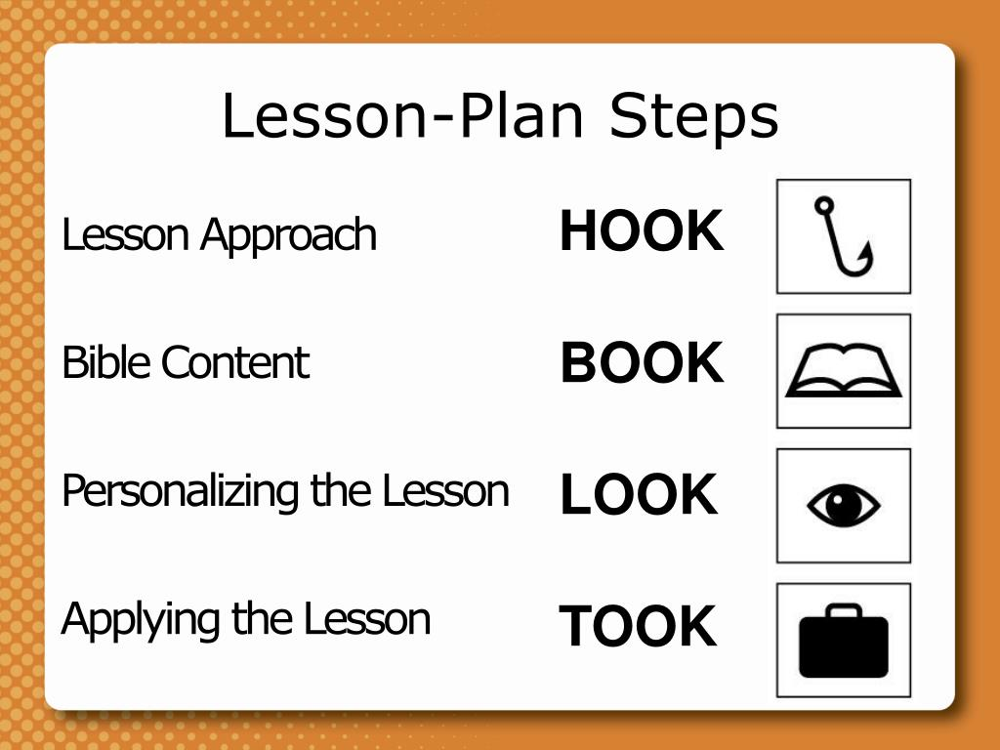 Lesson-Plan Steps
Lesson Approach HOOK
Bible Content BOOK
Personalizing the Lesson LOOK
Applying the Lesson TOOK